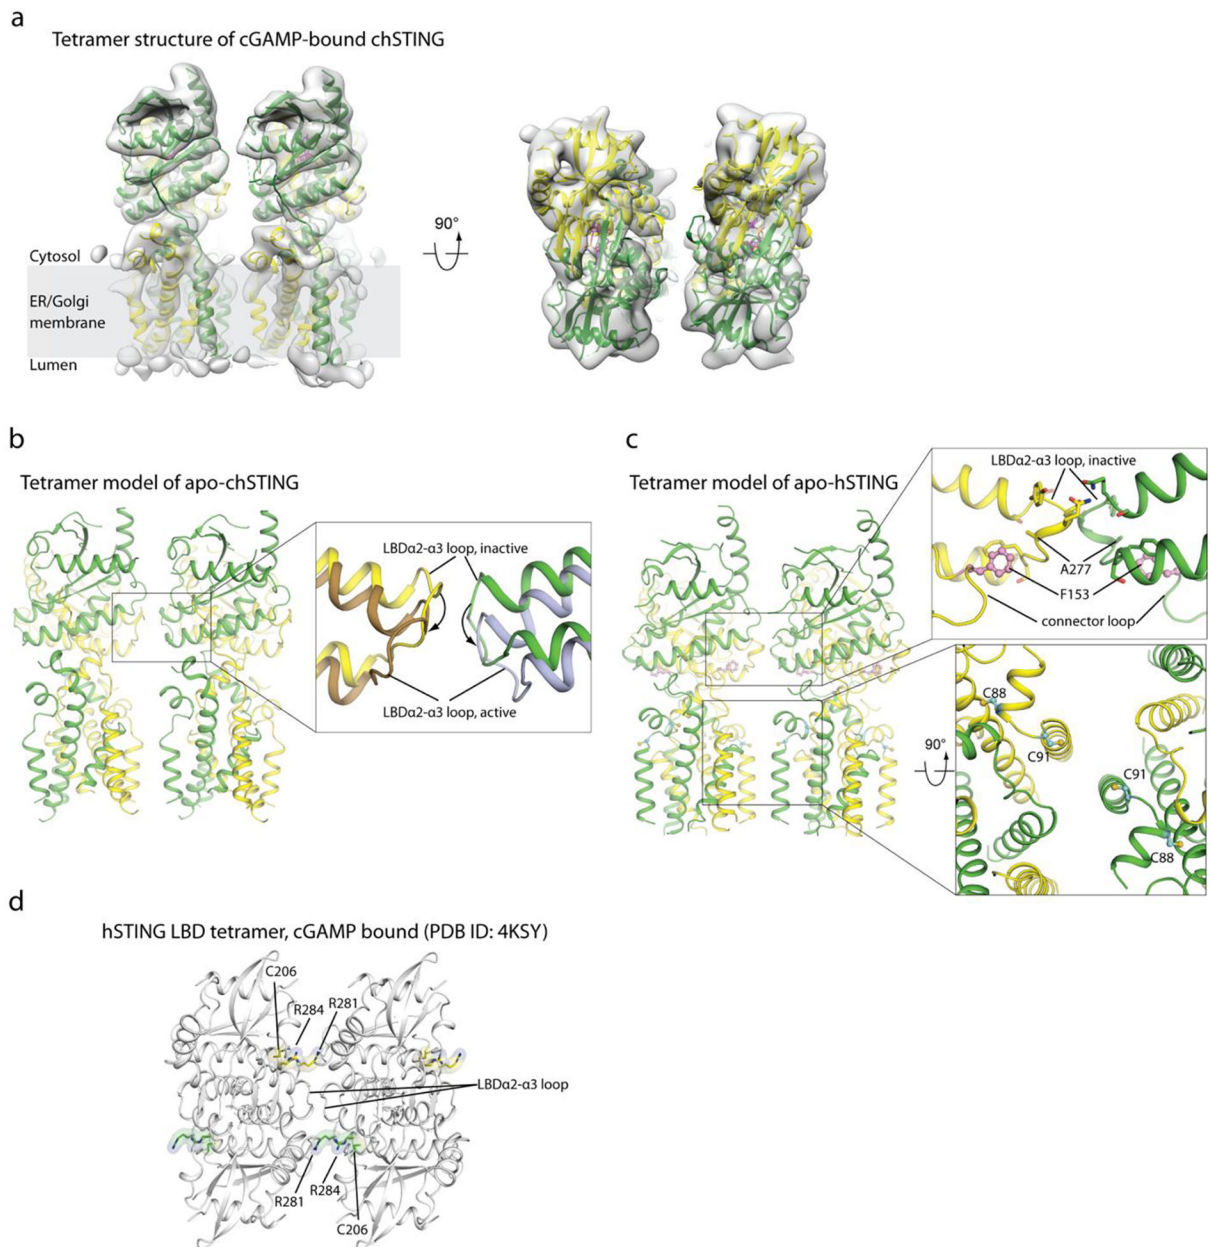 a
Tetramer structure of cGAMP-bound chSTING
90°
Cytosol
ER/Golgi
membrane
Lumen
b
Tetramer model of apo-chSTING
LBDα2-α3 loop, inactive
LBDα2-α3 loop, active
c
Tetramer model of apo-hSTING
LBDα2-α3 loop, inactive
A277
F153
connector loop
90°
C88
C91
C91
C88
d
hSTING LBD tetramer, cGAMP bound (PDB ID: 4KSY)
C206
R284
R281
LBDα2-α3 loop
R281
R284
C206